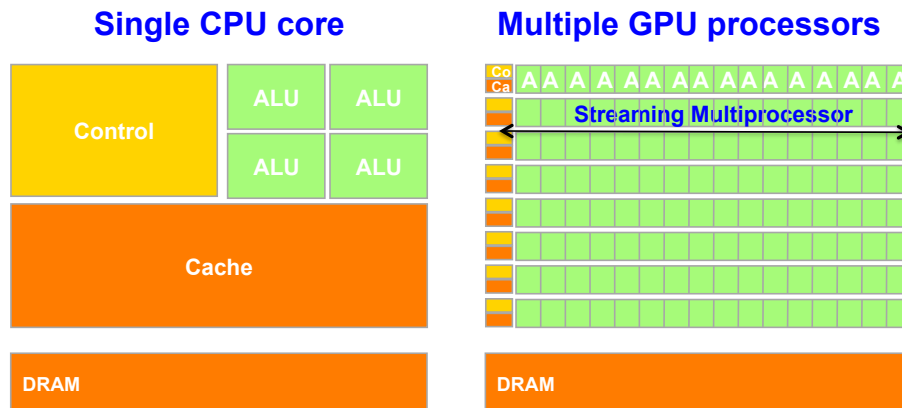 Single CPU core
Multiple GPU processors
Control
ALU ALU
ALU ALU
Cache
DRAM
Co
Ca
A A A A A A A A A A A A A A A A
Streaming Multiprocessor
DRAM